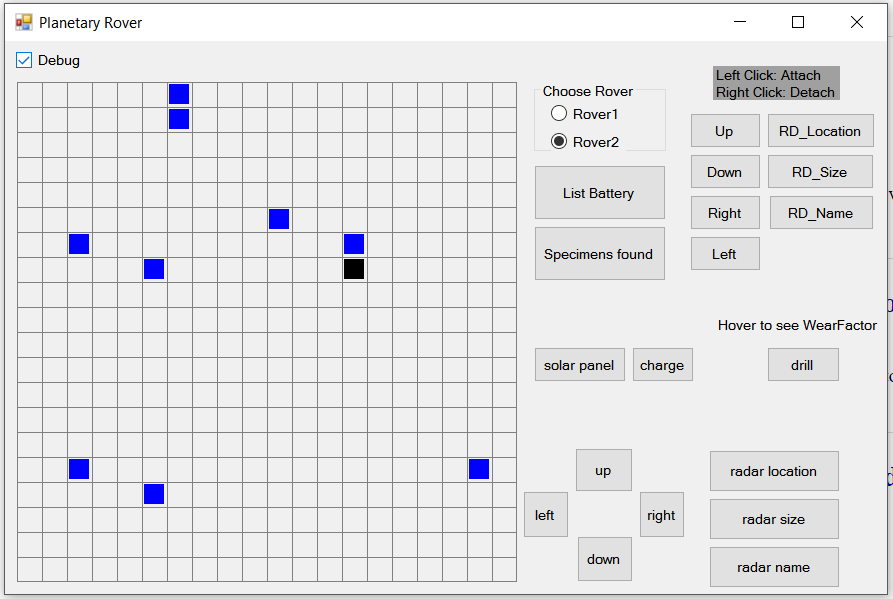 Planetary Rover
Debug
Left Click: Attach
Right Click: Detach
Choose Rover
Rover1
Rover2
Up
RD_Location
Down
RD_Size
Right
RD_Name
Left
List Battery
Specimens found
Hover to see WearFactor
solar panel
charge
drill
up
left
right
down
radar location
radar size
radar name